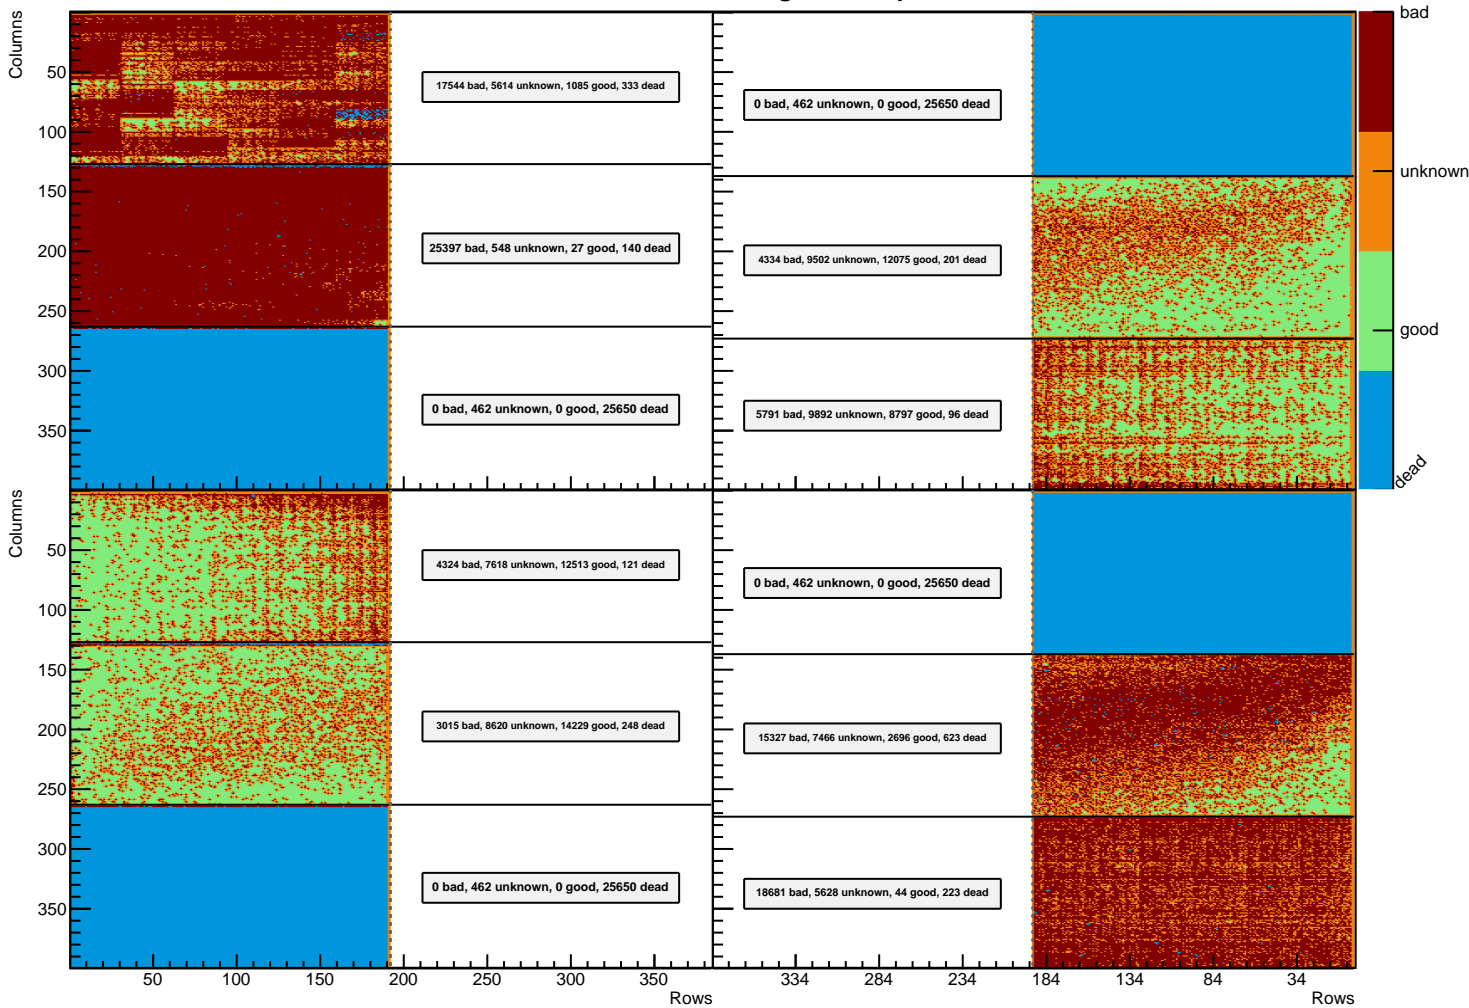 bad
Columns
50
17544 bad, 5614 unknown, 1085 good, 333 dead
0 bad, 462 unknown, 0 good, 25650 dead
100
150
unknown
200
25397 bad, 548 unknown, 27 good, 140 dead
4334 bad, 9502 unknown, 12075 good, 201 dead
250
good
300
0 bad, 462 unknown, 0 good, 25650 dead
5791 bad, 9892 unknown, 8797 good, 96 dead
350
dead
Columns
50
4324 bad, 7618 unknown, 12513 good, 121 dead
0 bad, 462 unknown, 0 good, 25650 dead
100
150
200
3015 bad, 8620 unknown, 14229 good, 248 dead
15327 bad, 7466 unknown, 2696 good, 623 dead
250
300
0 bad, 462 unknown, 0 good, 25650 dead
18681 bad, 5628 unknown, 44 good, 223 dead
350
50 100 150 200 250 300 350 334 284 234 184 134 84 34
Rows Rows